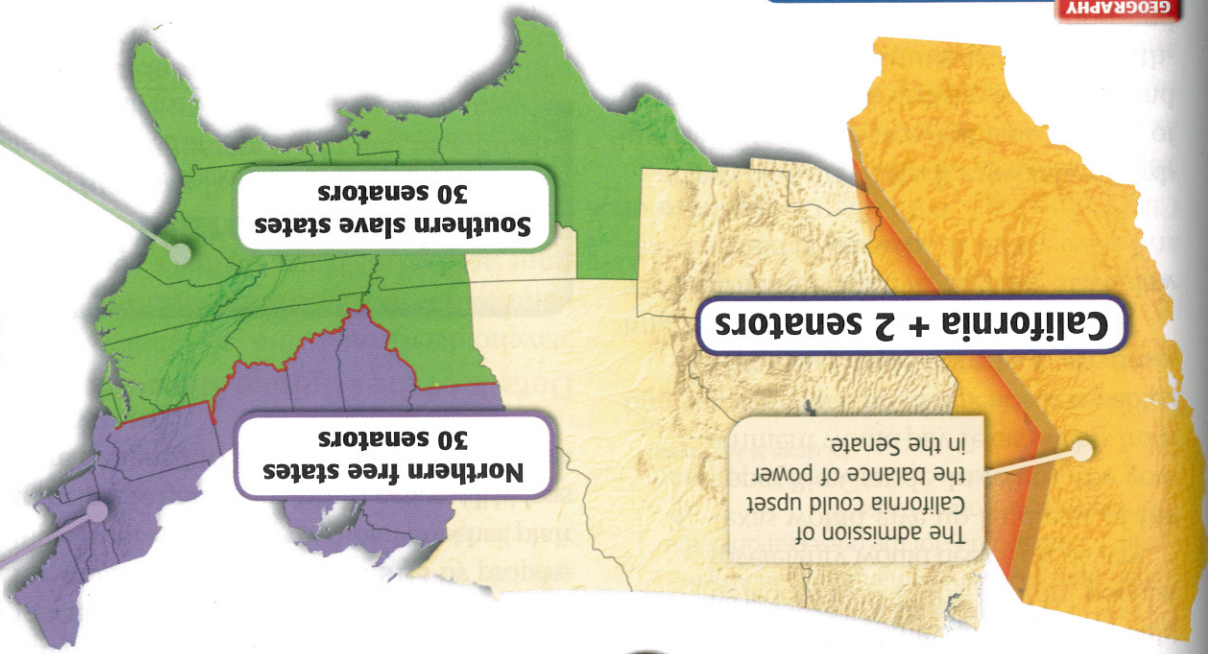 The admission of
California could upset
the balance of power
in the Senate.
Northern free states
30 senators
California + 2 senators
Southern slave states
30 senators
GEOGRAPHY